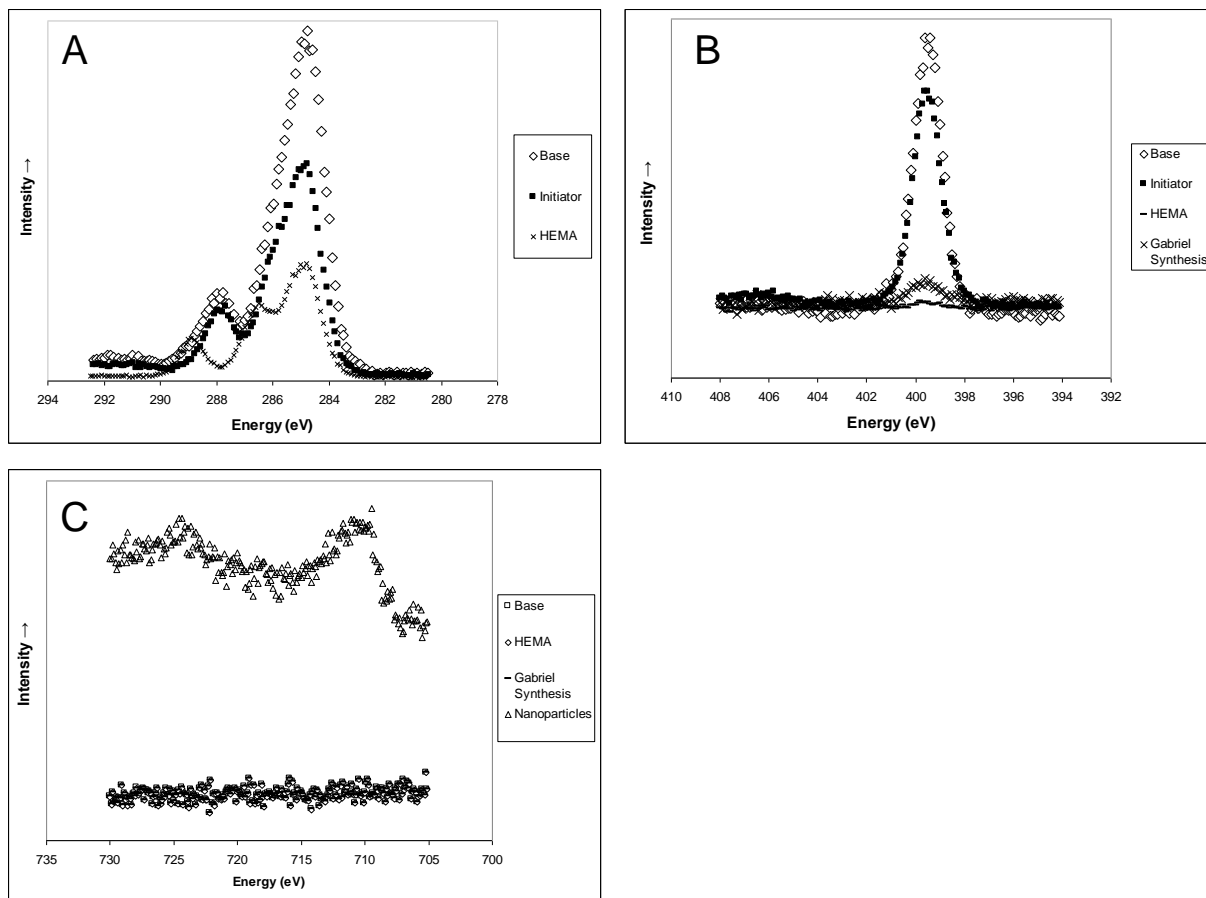 A
Intensity →
294 292 290 288 286 284 282 280 278
Energy (eV)
Base
Initiator
HEMA
B
Intensity →
410 408 406 404 402 400 398 396 394 392
Energy (eV)
Base
Initiator
HEMA
Gabriel
Synthesis
C
Intensity →
735 730 725 720 715 710 705 700
Energy (eV)
Base
HEMA
Gabriel
Synthesis
Nanoparticles